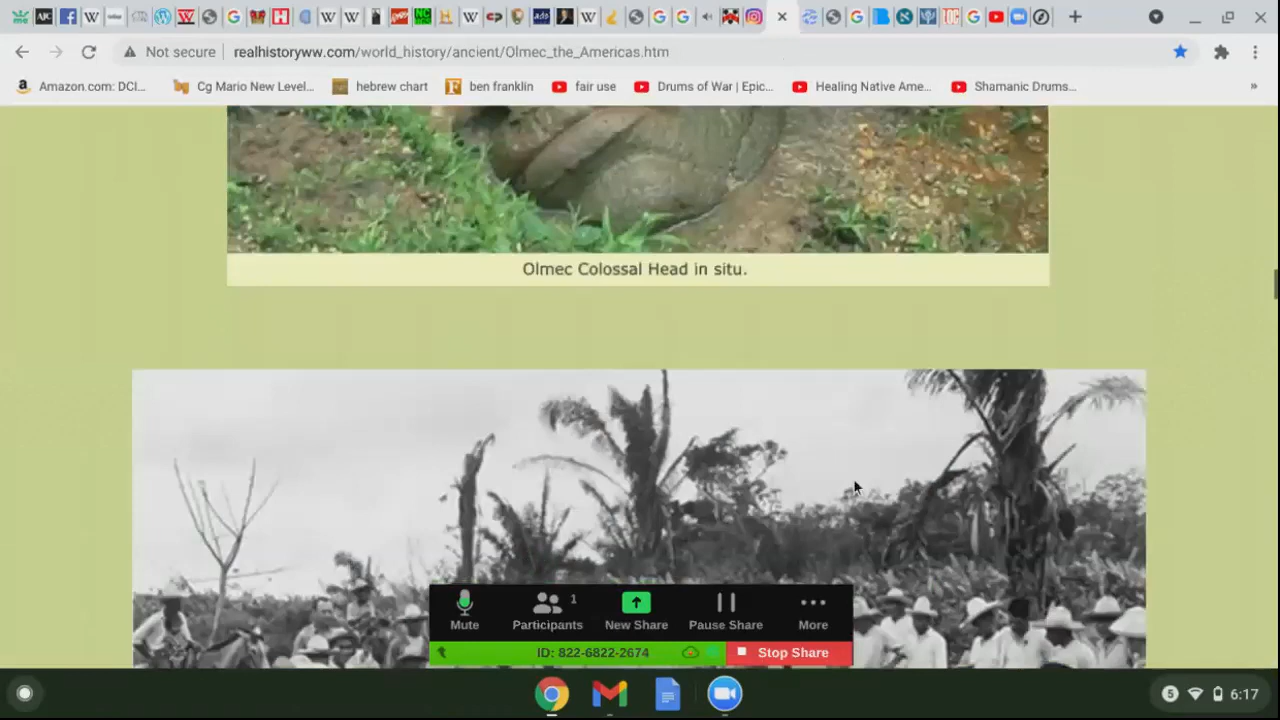 Not secure
realhistoryww.com/world_history/ancient/Olmec_the_Americas.htm
Amazon.com: DCI...
Cg Mario New Level...
hebrew chart
ben franklin
fair use
Drums of War | Epic...
Healing Native Ame...
Shamanic Drums...
»
Olmec Colossal Head in situ.
1
Mute
Participants
New Share
Pause Share
More
ID: 822-6822-2674
Stop Share
5
6:17